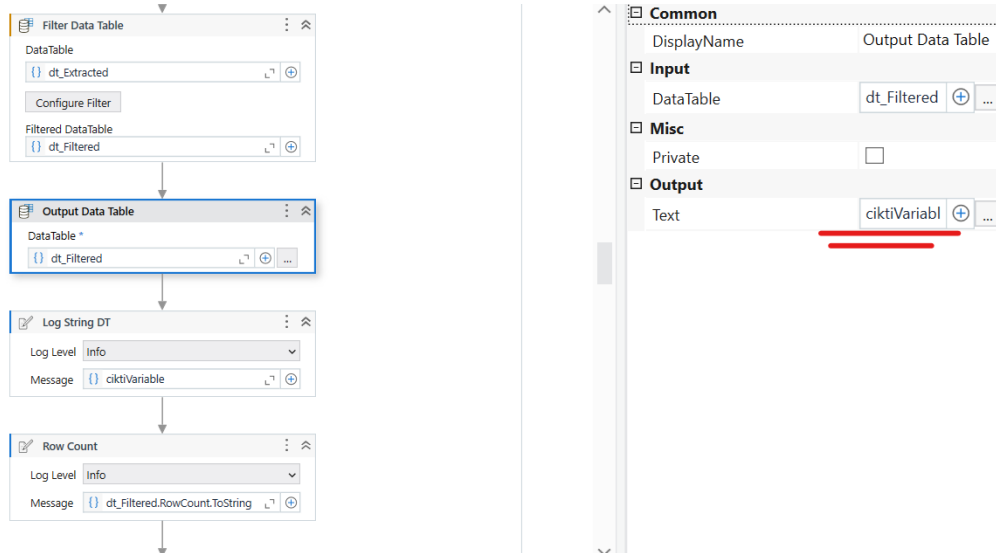 Filter Data Table
DataTable
dt_Extracted
Configure Filter
Filtered DataTable
dt_Filtered
Output Data Table
DataTable *
dt_Filtered
...
Log String DT
Log Level Info
Message ciktiVariable
Row Count
Log Level Info
Message dt_Filtered.RowCount.ToString
Common
DisplayName Output Data Table
Input
DataTable dt_Filtered ...
Misc
Private
Output
Text ciktiVariabl ...